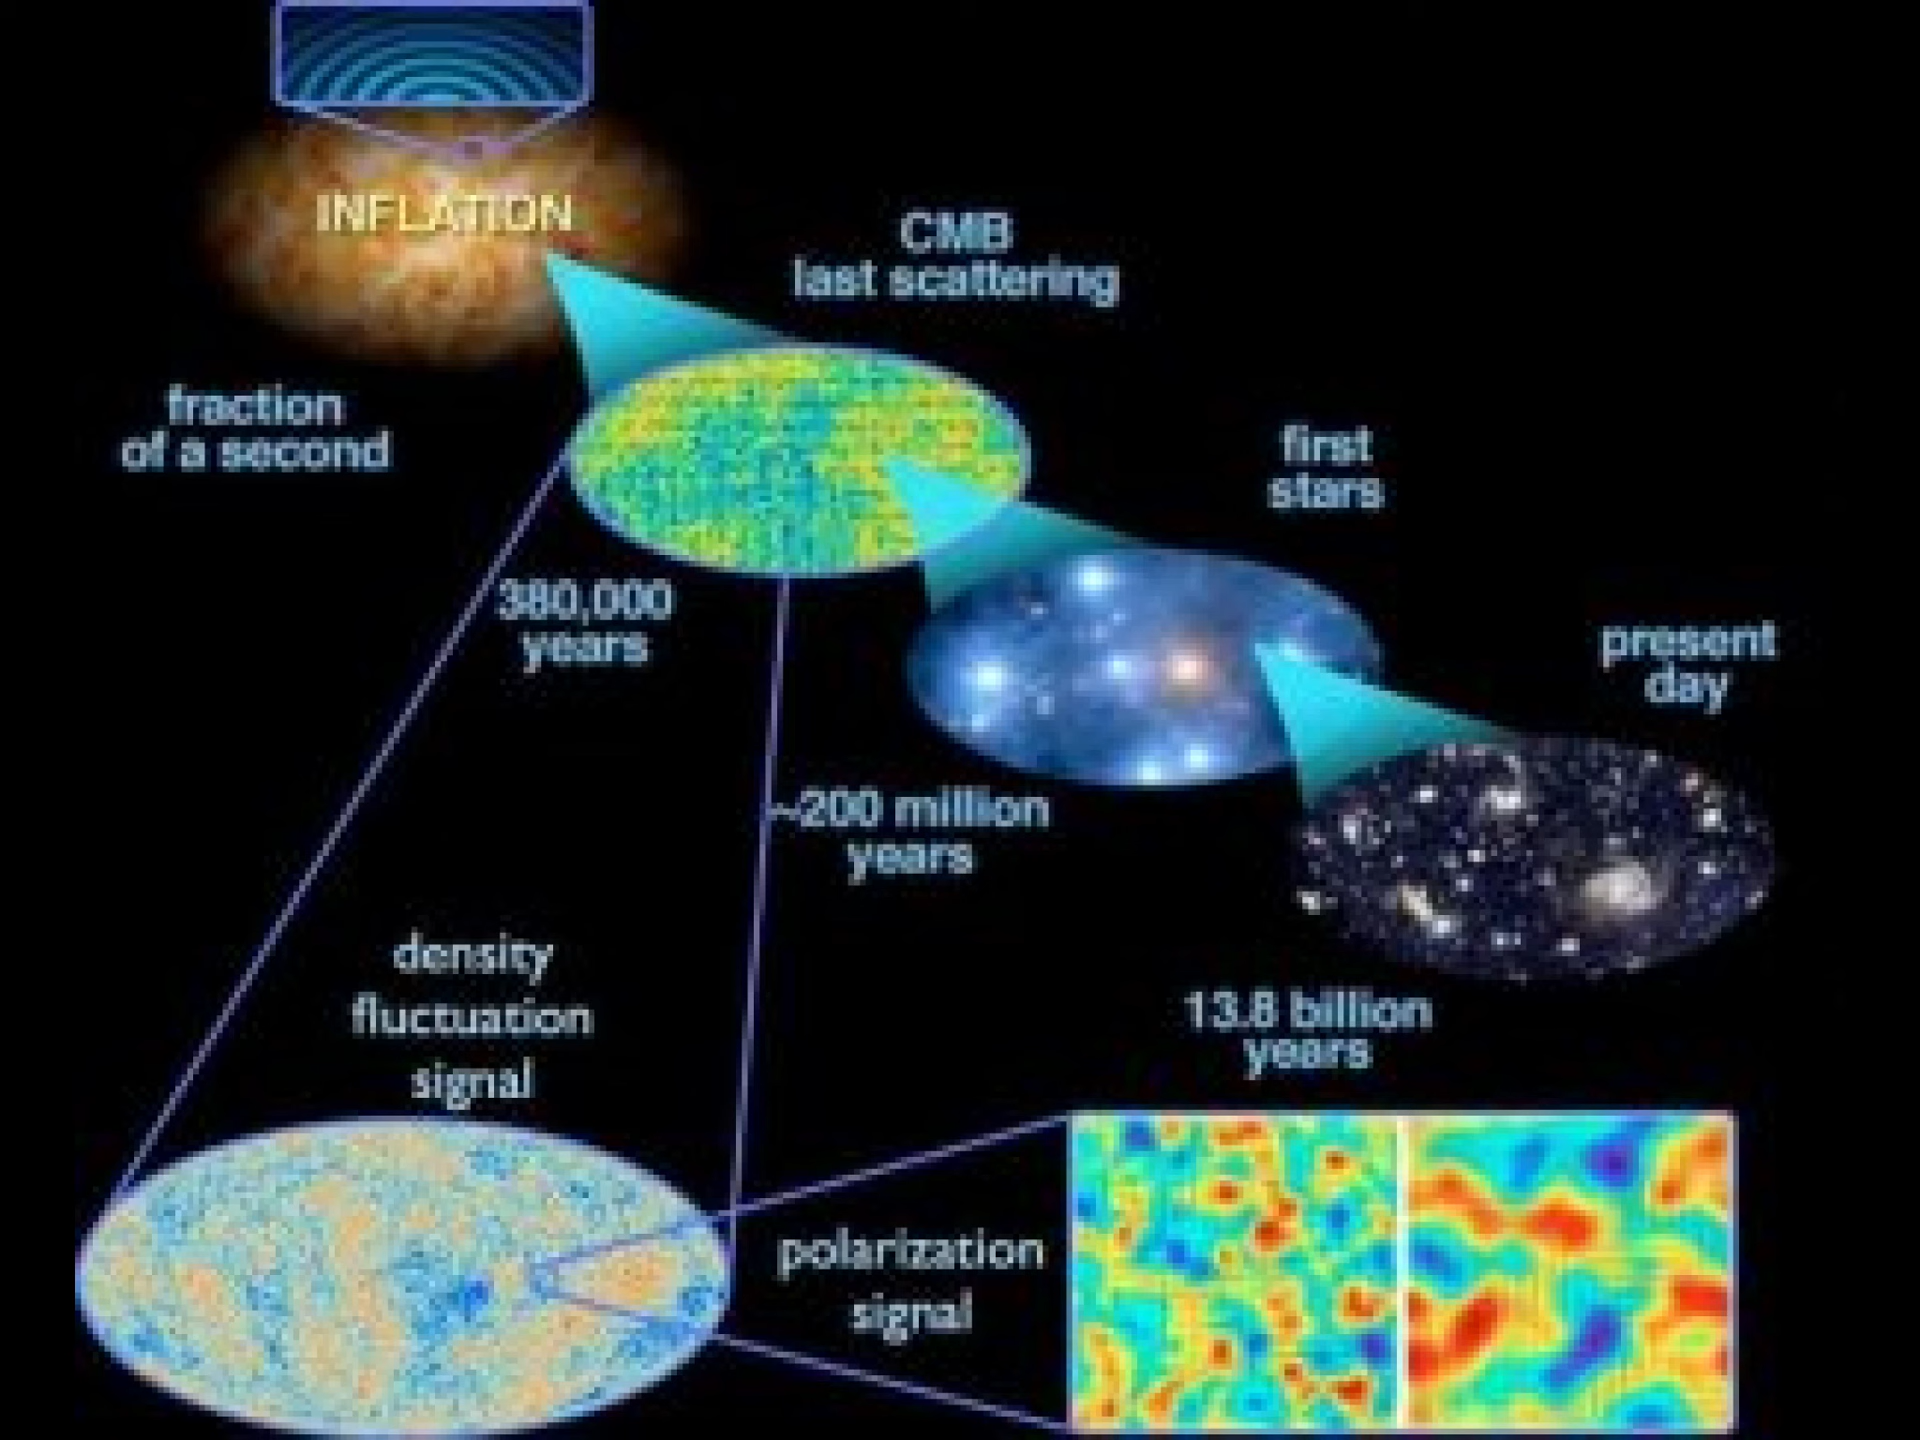 INFLATION
fraction
of a second
CMB
last scattering
380,000
years
first
stars
~200 million
years
present
day
13.8 billion
years
density
fluctuation
signal
polarization
signal